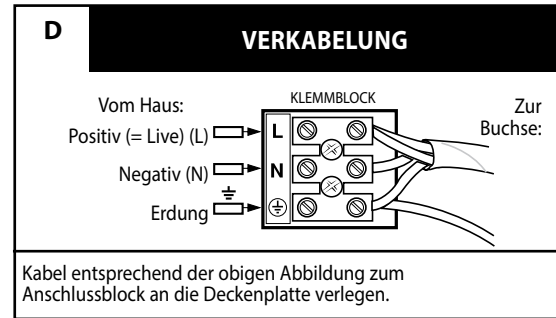 D
VERKABELUNG
KLEMMBLOCK
Vom Haus:
Zur
Buchse:
Positiv (= Live) (L)
L
Negativ (N)
N
Erdung
Kabel entsprechend der obigen Abbildung zum
Anschlussblock an die Deckenplatte verlegen.